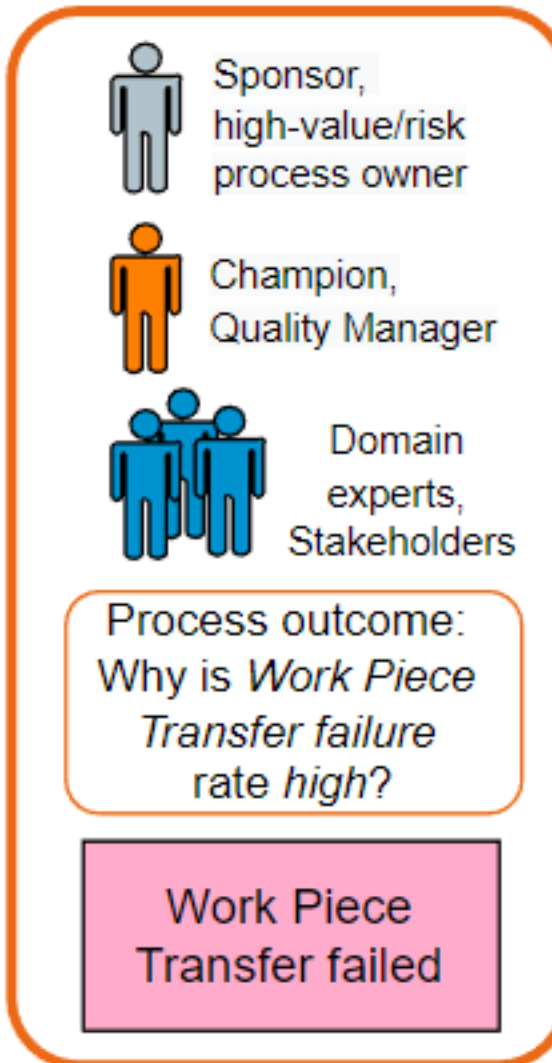 Sponsor,
high-value/risk
process owner
Champion,
Quality Manager
Domain
experts,
Stakeholders
Process outcome:
Why is Work Piece
Transfer failure
rate high?
Work Piece
Transfer failed